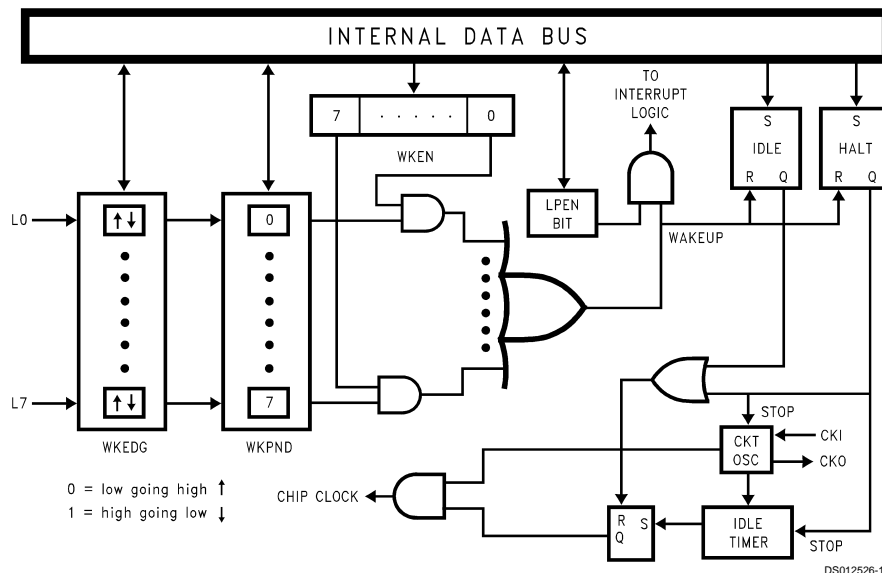 INTERNAL DATA BUS
TO
INTERRUPT
LOGIC
7 . . . . . 0
WKEN
S
IDLE
R Q
S
HALT
R Q
LPEN
BIT
WAKEUP
L0
0
L7
7
WKEDG
WKPND
0 = low going high ↑
1 = high going low ↓
STOP
CKT
OSC
CKI
CKO
CHIP CLOCK
R S
Q
IDLE
TIMER
STOP
DS012526-1